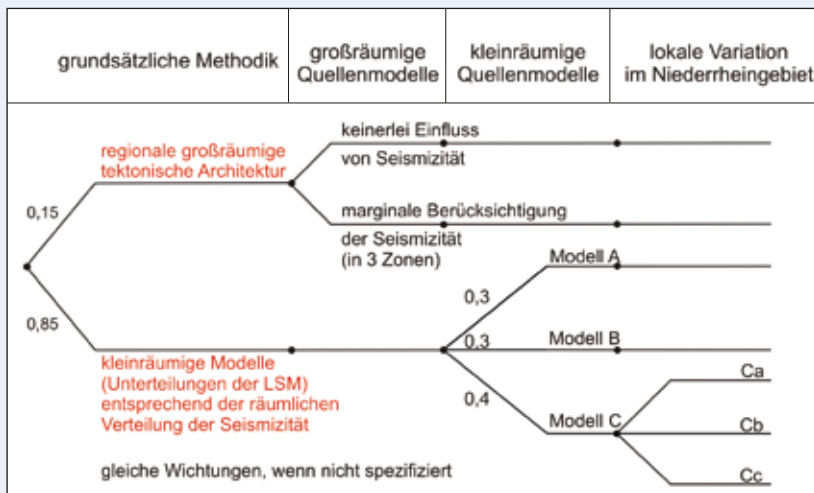 grundsätzliche Methodik
großräumige
Quellenmodelle
kleinräumige
Quellenmodelle
lokale Variation
im Niederrheingebiet
regionale großräumige
tektonische Architektur
keinerlei Einfluss
von Seismizität
0,15
marginale Berücksichtigung
der Seismizität
(in 3 Zonen)
Modell A
0,3
0,85
0,3
Modell B
kleinräumige Modelle
(Unterteilungen der LSM)
entsprechend der räumlichen
Verteilung der Seismizität
0,4
Modell C
Ca
Cb
Cc
gleiche Wichtungen, wenn nicht spezifiziert